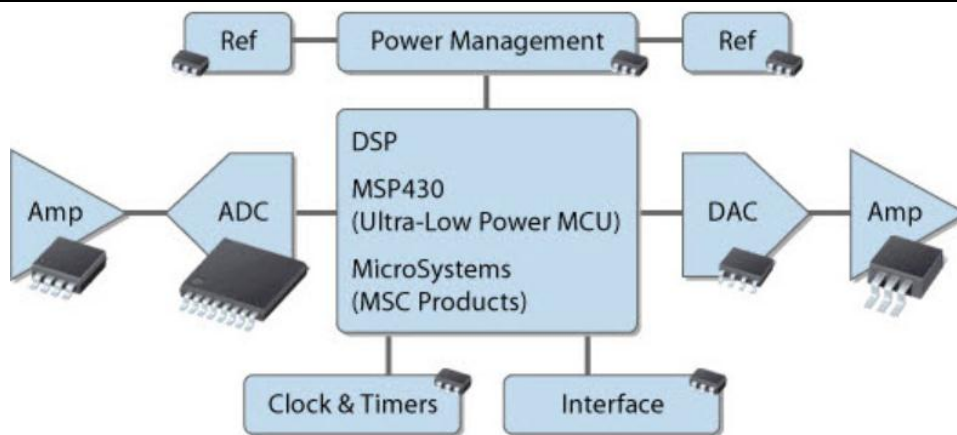 Ref
Power Management
Ref
DSP
MSP430
(Ultra-Low Power MCU)
MicroSystems
(MSC Products)
Amp
ADC
DAC
Amp
Clock & Timers
Interface